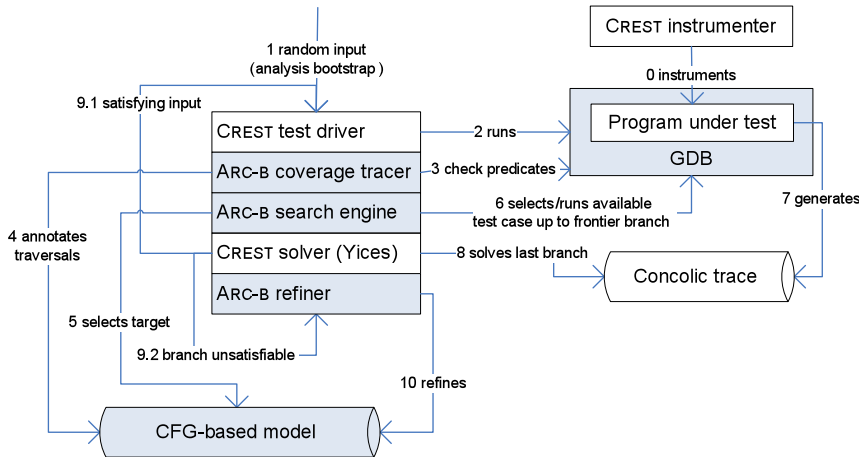 1 random input
(analysis bootstrap )
CREST instrumenter
0 instruments
9.1 satisfying input
CREST test driver
2 runs
Program under test
GDB
ARC-B coverage tracer
3 check predicates
ARC-B search engine
6 selects/runs available
test case up to frontier branch
7 generates
4 annotates
traversals
CREST solver (Yices)
8 solves last branch
Concolic trace
ARC-B refiner
5 selects target
9.2 branch unsatisfiable
10 refines
CFG-based model